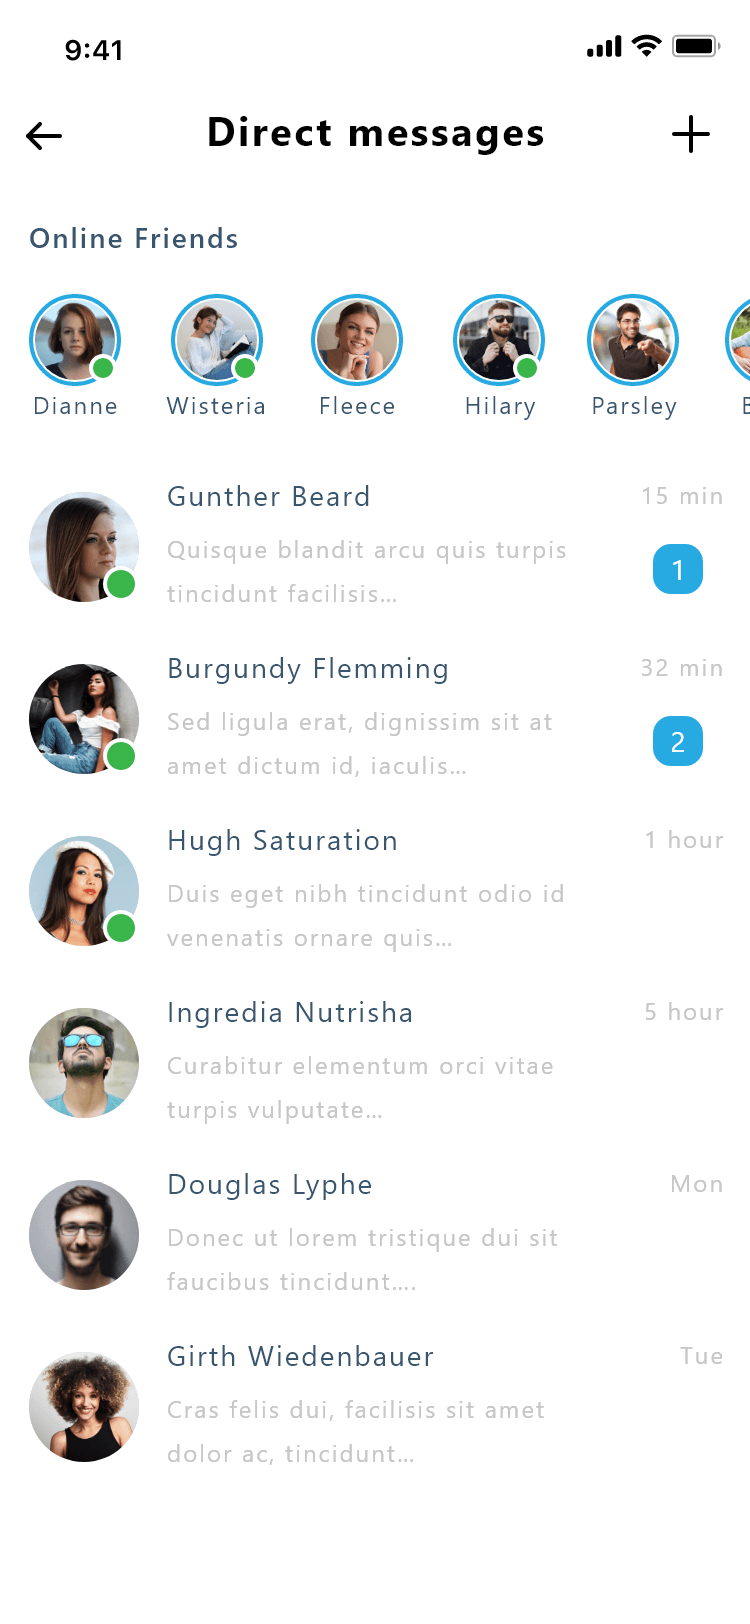 9:41
Direct messages
Online Friends
Dianne Wisteria Fleece Hilary Parsley
Gunther Beard 15 min
Quisque blandit arcu quis turpis
tincidunt facilisis...
1
Burgundy Flemming 32 min
Sed ligula erat, dignissim sit at
amet dictum id, iaculis...
2
Hugh Saturation 1 hour
Duis eget nibh tincidunt odio id
venenatis ornare quis...
Ingredia Nutrisha 5 hour
Curabitur elementum orci vitae
turpis vulputate...
Douglas Lyphe Mon
Donec ut lorem tristique dui sit
faucibus tincidunt....
Girth Wiedenbauer Tue
Cras felis dui, facilisis sit amet
dolor ac, tincidunt...